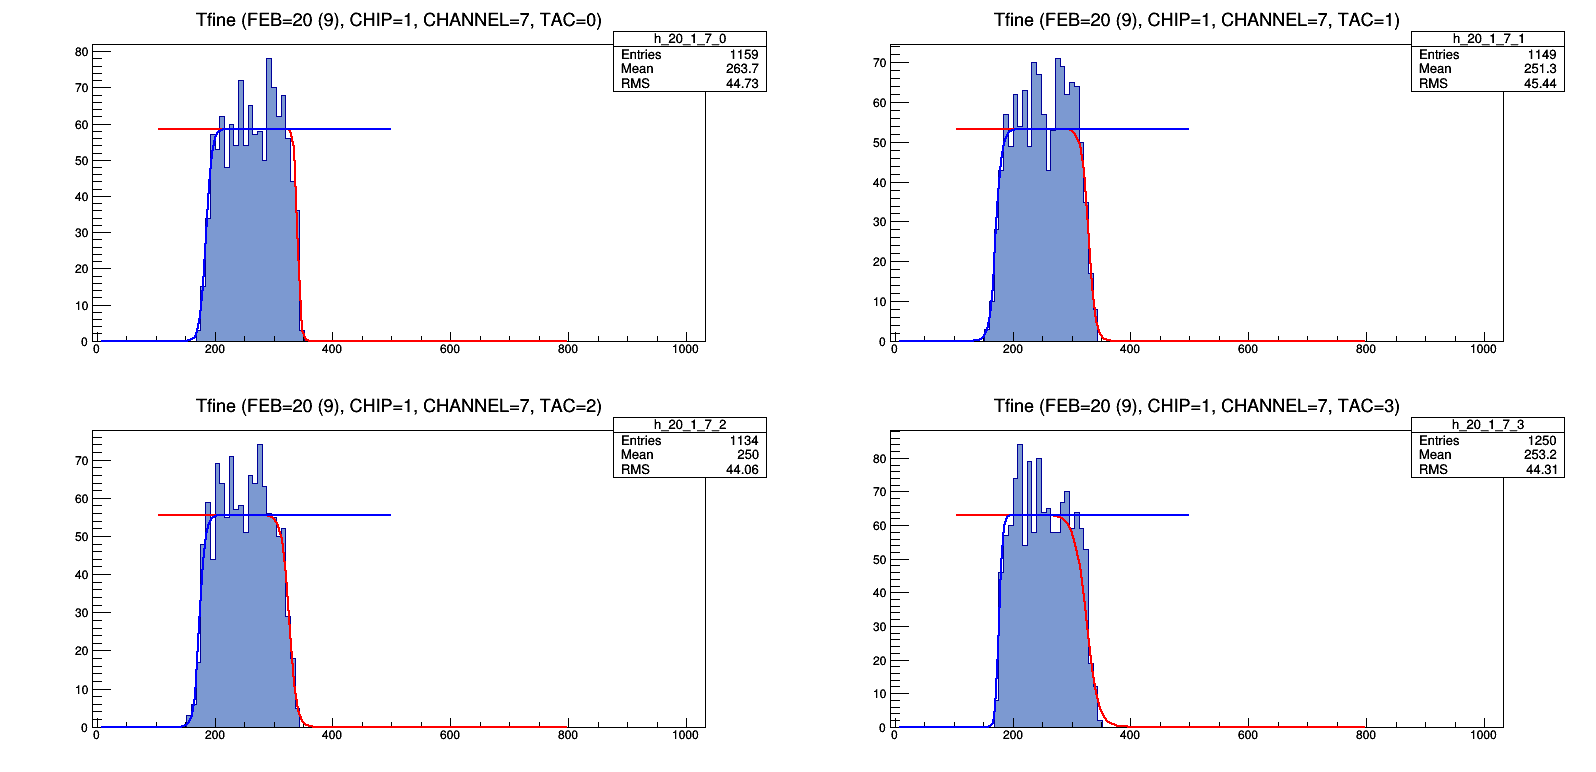 Tfine (FEB=20 (9), CHIP=1, CHANNEL=7, TAC=0)
h_20_1_7_0
Entries 1159
Mean 263.7
RMS 44.73
80
70
60
50
40
30
20
10
0
0 200 400 600 800 1000
Tfine (FEB=20 (9), CHIP=1, CHANNEL=7, TAC=1)
h_20_1_7_1
Entries 1149
Mean 251.3
RMS 45.44
70
60
50
40
30
20
10
0
0 200 400 600 800 1000
Tfine (FEB=20 (9), CHIP=1, CHANNEL=7, TAC=2)
h_20_1_7_2
Entries 1134
Mean 250
RMS 44.06
70
60
50
40
30
20
10
0
0 200 400 600 800 1000
Tfine (FEB=20 (9), CHIP=1, CHANNEL=7, TAC=3)
h_20_1_7_3
Entries 1250
Mean 253.2
RMS 44.31
80
70
60
50
40
30
20
10
0
0 200 400 600 800 1000